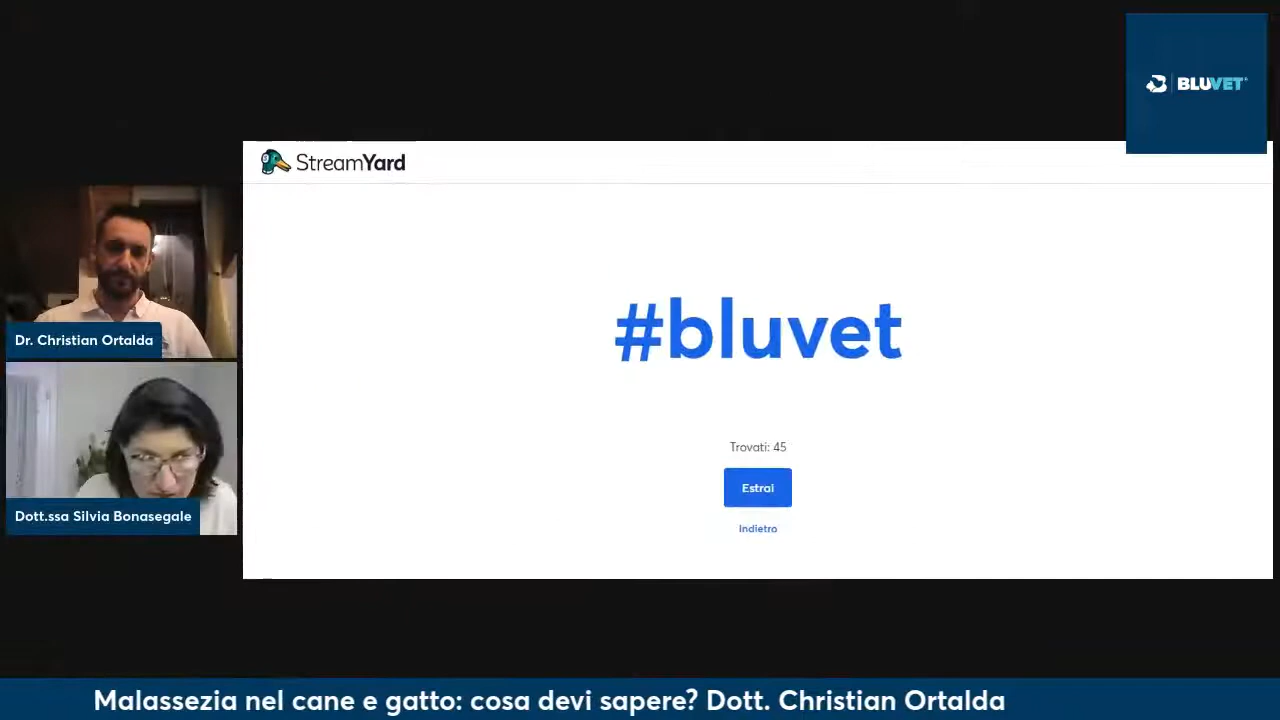 BLUVET
StreamYard
#bluvet
Dr. Christian Ortalda
Trovati: 45
Estrai
Dott.ssa Silvia Bonasegale
Indietro
Malassezia nel cane e gatto: cosa devi sapere? Dott. Christian Ortalda